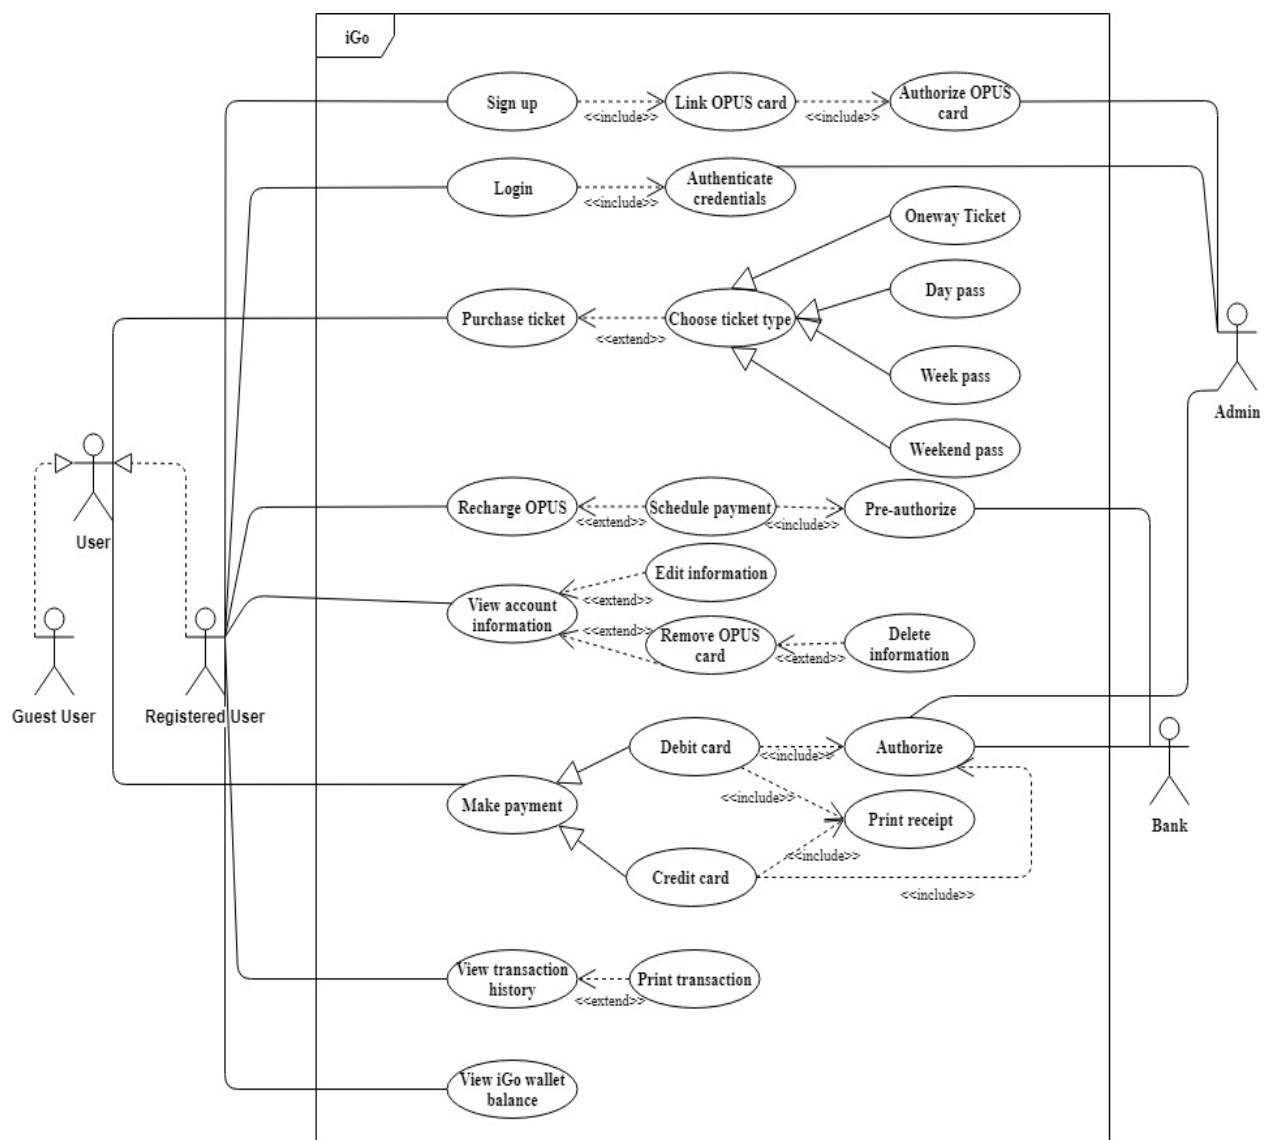 iGo
Sign up
<<include>>
Link OPUS card
<<include>>
Authorize OPUS
card
Login
<<include>>
Authenticate
credentials
Oneway Ticket
Day pass
Purchase ticket
<<extend>>
Choose ticket type
Week pass
Weekend pass
Admin
User
Recharge OPUS
<<extend>>
Schedule payment
<<include>>
Pre-authorize
Edit information
<<extend>>
View account
information
<<extend>>
Remove OPUS
card
<<extend>>
Delete
information
Guest User
Registered User
Debit card
<<include>>
Authorize
<<include>>
Make payment
Print receipt
Bank
<<include>>
Credit card
<<include>>
View transaction
history
<<extend>>
Print transaction
View iGo wallet
balance